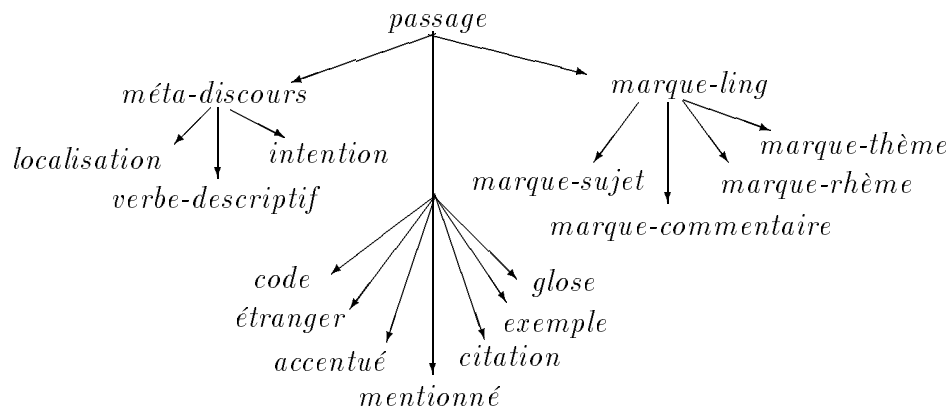 passage
méta-discours
marque-ling
localisation
intention
verbe-descriptif
marque-thème
marque-sujet
marque-rhème
marque-commentaire
code
glose
étranger
exemple
accentué
citation
mentionné